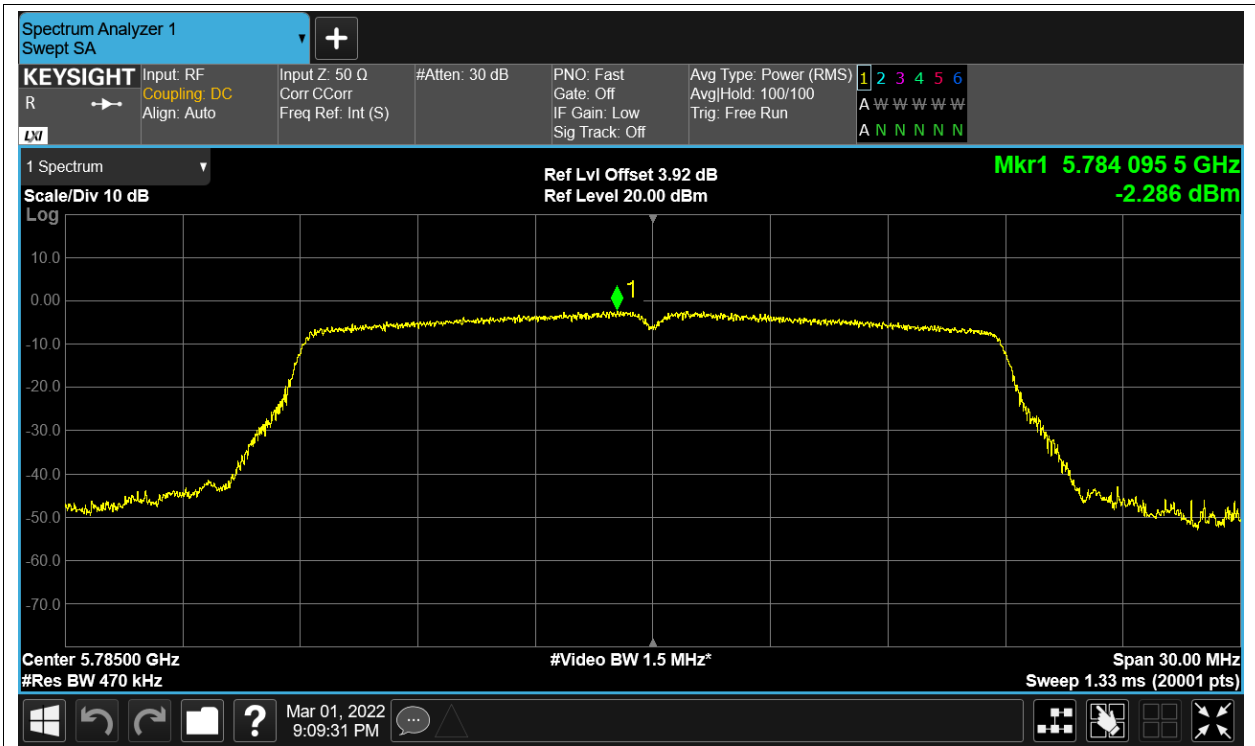 Spectrum Analyzer 1
Swept SA
KEYSIGHT
R
LXI
Input: RF
Coupling: DC
Align: Auto
Input Z: 50 Ω
Corr CCorr
Freq Ref: Int (S)
#Atten: 30 dB
PNO: Fast
Gate: Off
IF Gain: Low
Sig Track: Off
Avg Type: Power (RMS)
Avg|Hold: 100/100
Trig: Free Run
1 2 3 4 5 6
A W W W W W
A N N N N N
1 Spectrum
Scale/Div 10 dB
Log
Ref Lvl Offset 3.92 dB
Ref Level 20.00 dBm
Mkr1 5.784 095 5 GHz
-2.286 dBm
10.0
0.00
-10.0
-20.0
-30.0
-40.0
-50.0
-60.0
-70.0
1
Center 5.78500 GHz
#Res BW 470 kHz
#Video BW 1.5 MHz*
Span 30.00 MHz
Sweep 1.33 ms (20001 pts)
?
Mar 01, 2022
9:09:31 PM